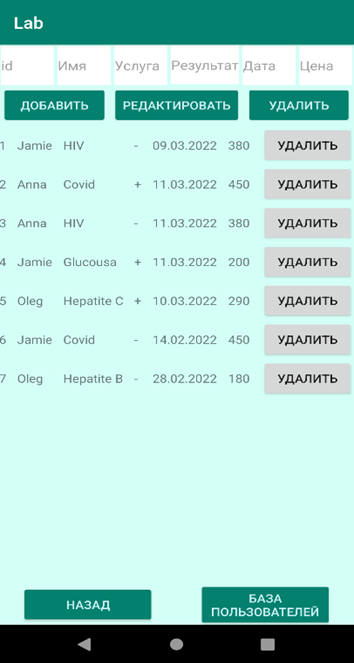 Lab
id Имя Услуга Результат Дата Цена
ДОБАВИТЬ РЕДАКТИРОВАТЬ УДАЛИТЬ
1 Jamie HIV - 09.03.2022 380 УДАЛИТЬ
2 Anna Covid + 11.03.2022 450 УДАЛИТЬ
3 Anna HIV - 11.03.2022 380 УДАЛИТЬ
4 Jamie Glucousa + 11.03.2022 200 УДАЛИТЬ
5 Oleg Hepatite C + 10.03.2022 290 УДАЛИТЬ
6 Jamie Covid - 14.02.2022 450 УДАЛИТЬ
7 Oleg Hepatite B - 28.02.2022 180 УДАЛИТЬ
НАЗАД
БАЗА
ПОЛЬЗОВАТЕЛЕЙ